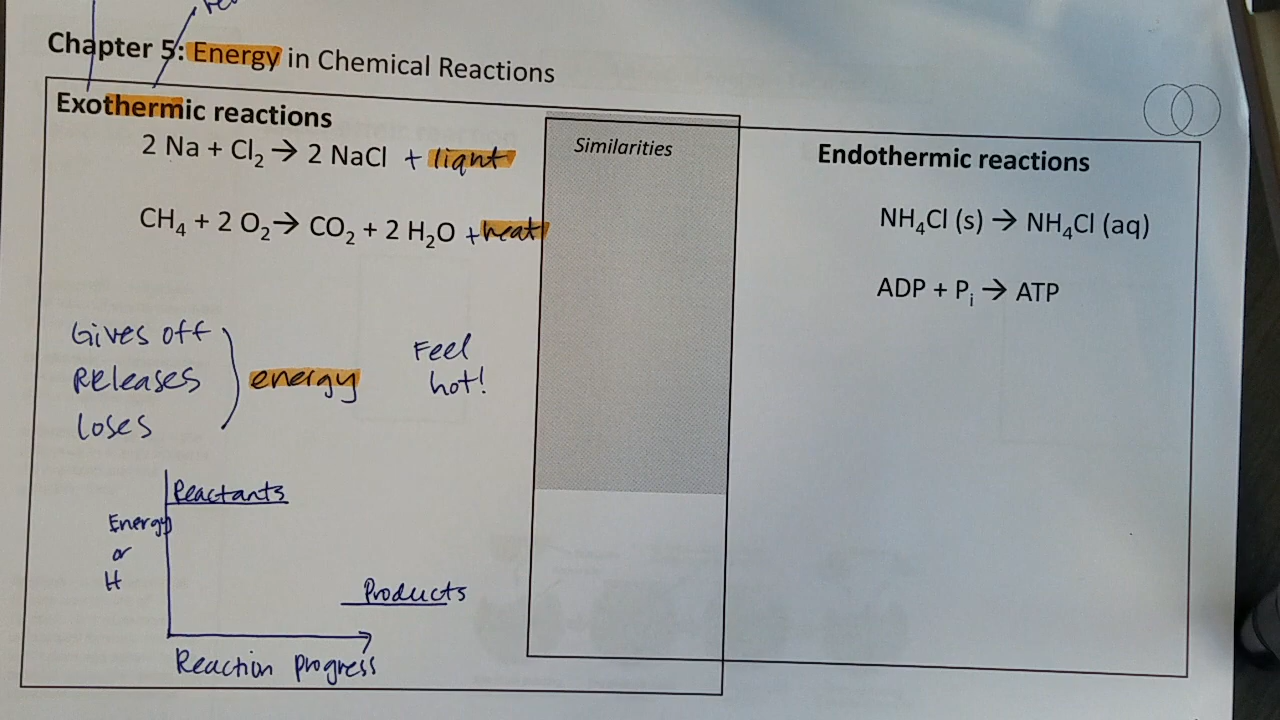 Chapter 5: Energy in Chemical Reactions
Exothermic reactions
2 Na + Cl₂ → 2 NaCl + light
CH₄ + 2 O₂ → CO₂ + 2 H₂O + heat
Gives off
Releases
loses
energy
Feel
hot!
Reactants
Energy
or
H
Products
Reaction progress
Similarities
Endothermic reactions
NH₄Cl (s) → NH₄Cl (aq)
ADP + Pᵢ → ATP